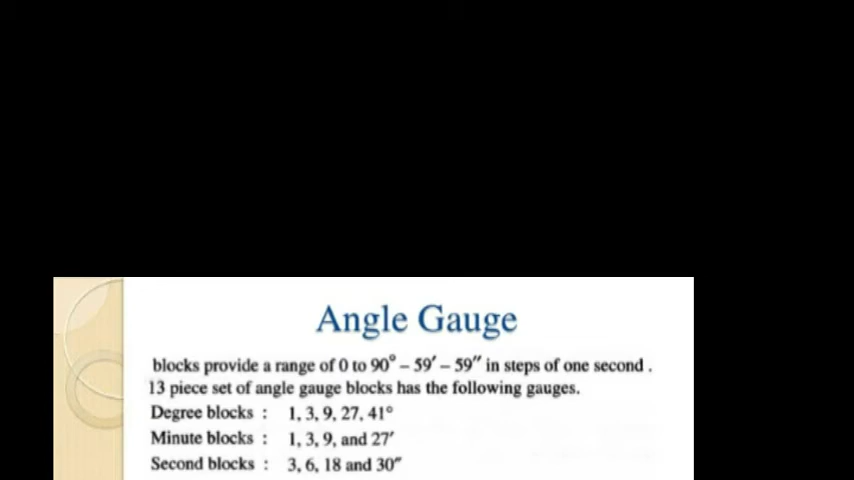 Angle Gauge
blocks provide a range of 0 to 90° – 59′ – 59″ in steps of one second .
13 piece set of angle gauge blocks has the following gauges.
Degree blocks : 1, 3, 9, 27, 41°
Minute blocks : 1, 3, 9, and 27′
Second blocks : 3, 6, 18 and 30″